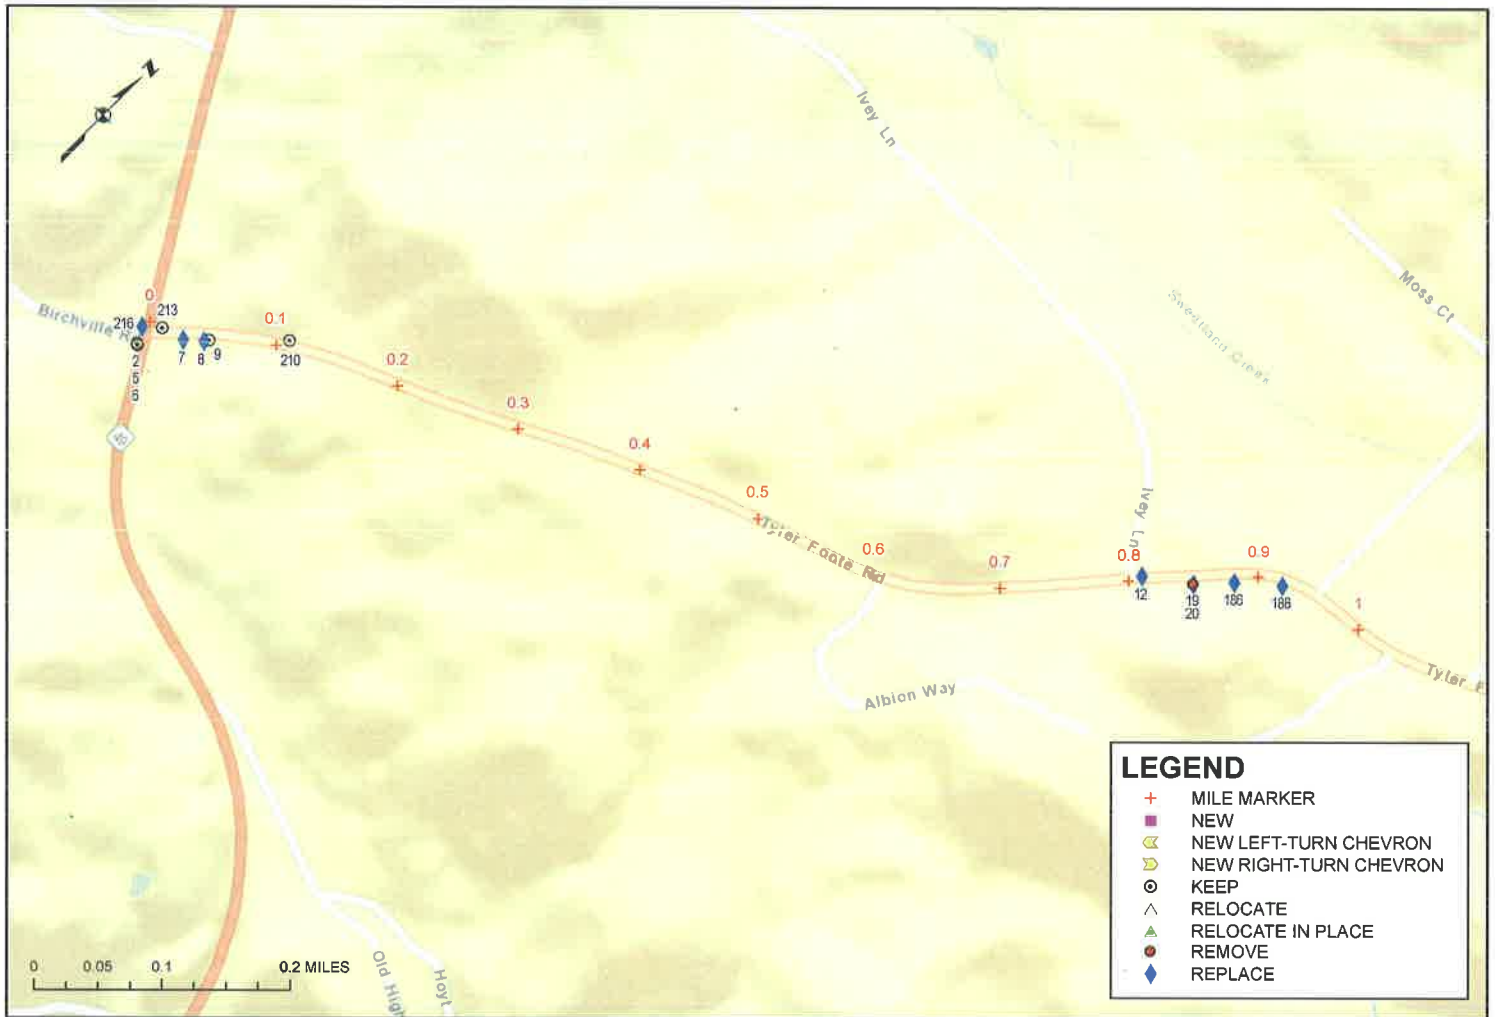 N
Ivey Ln
Moss Ct
Sweetland Creek
Birchville R
0
213
216
2
5
6
7
8
9
0.1
210
0.2
0.3
0.4
49
0.5
Tyler Foote Rd
0.6
0.7
Ivey Ln
0.8
12
19
20
186
0.9
188
1
Tyler F
Albion Way
Old High
Hoyt
0 0.05 0.1 0.2 MILES
LEGEND
MILE MARKER
NEW
NEW LEFT-TURN CHEVRON
NEW RIGHT-TURN CHEVRON
KEEP
RELOCATE
RELOCATE IN PLACE
REMOVE
REPLACE